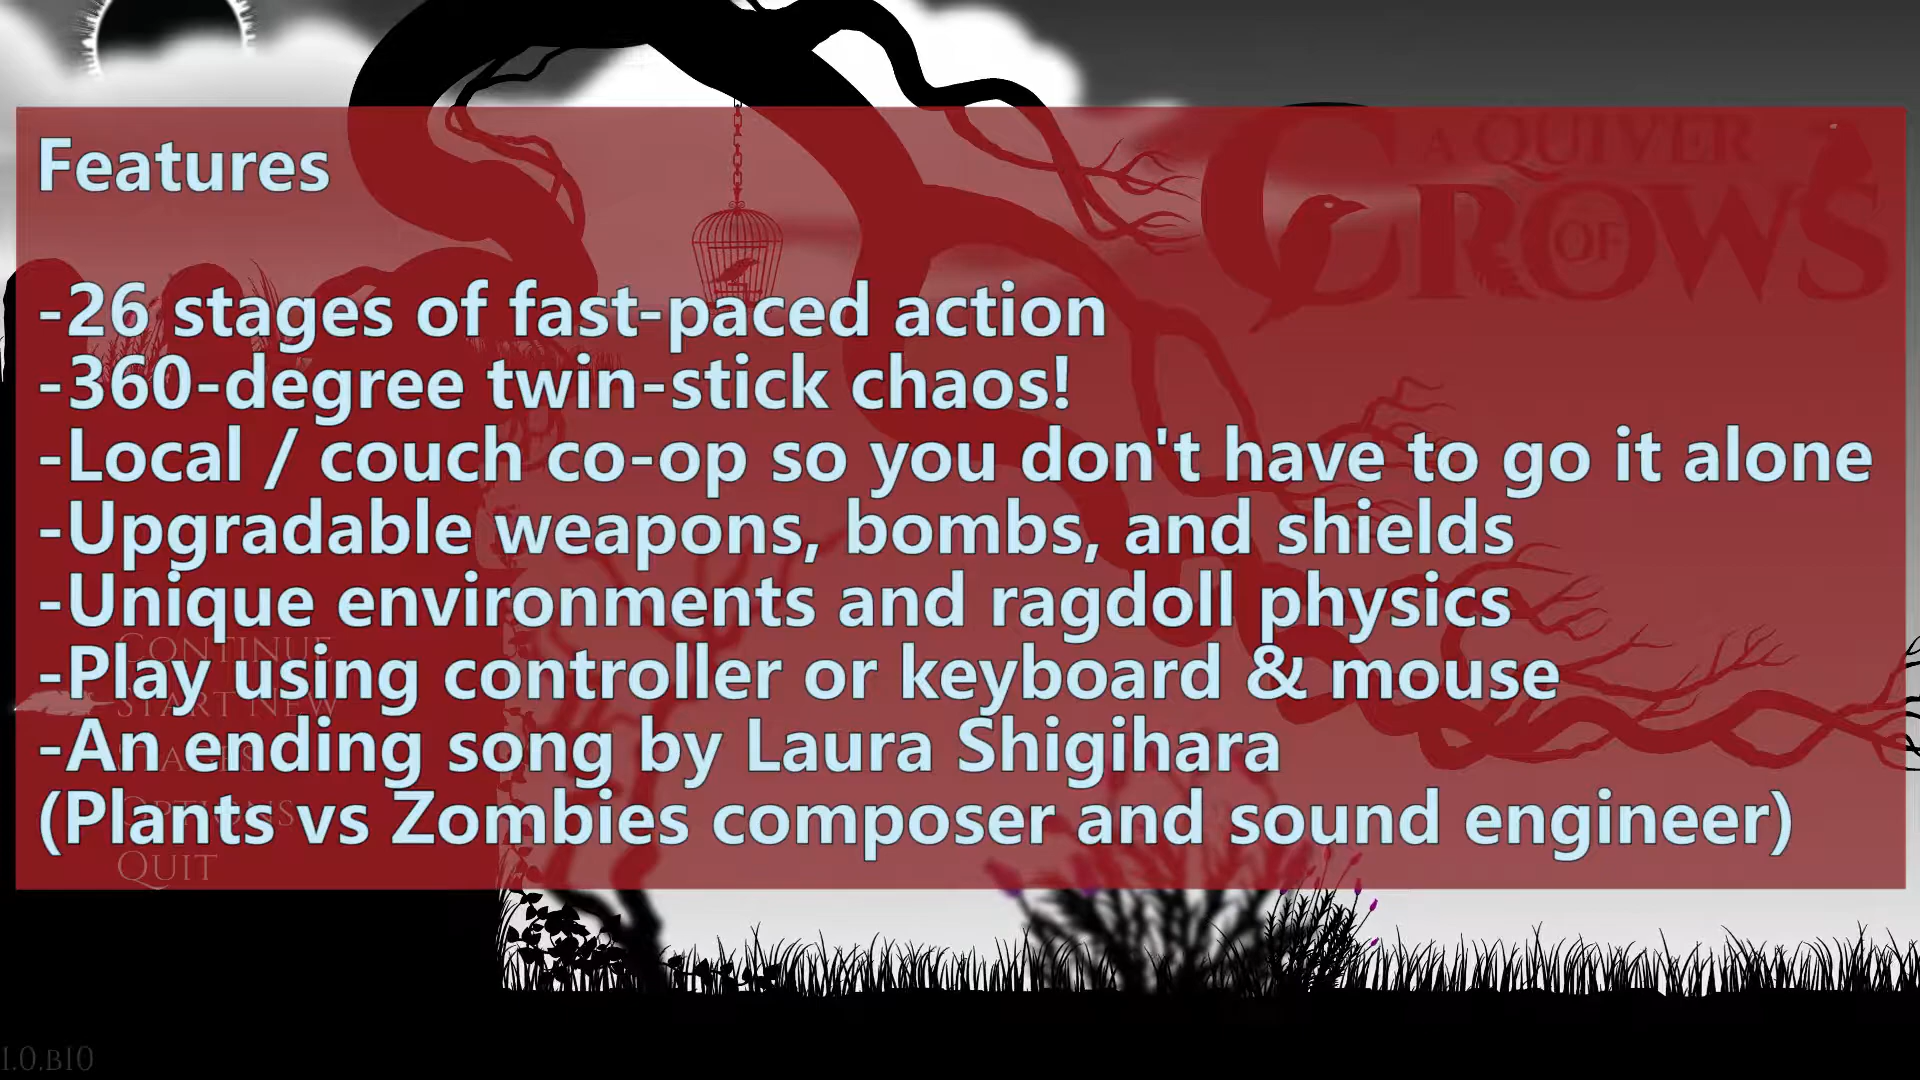 A QUIVER
OF
CROWS
Features
-26 stages of fast-paced action
-360-degree twin-stick chaos!
-Local / couch co-op so you don't have to go it alone
-Upgradable weapons, bombs, and shields
-Unique environments and ragdoll physics
-Play using controller or keyboard & mouse
-An ending song by Laura Shigihara
(Plants vs Zombies composer and sound engineer)
CONTINUE
START NEW
STAGES
OPTIONS
QUIT
1.0.B10